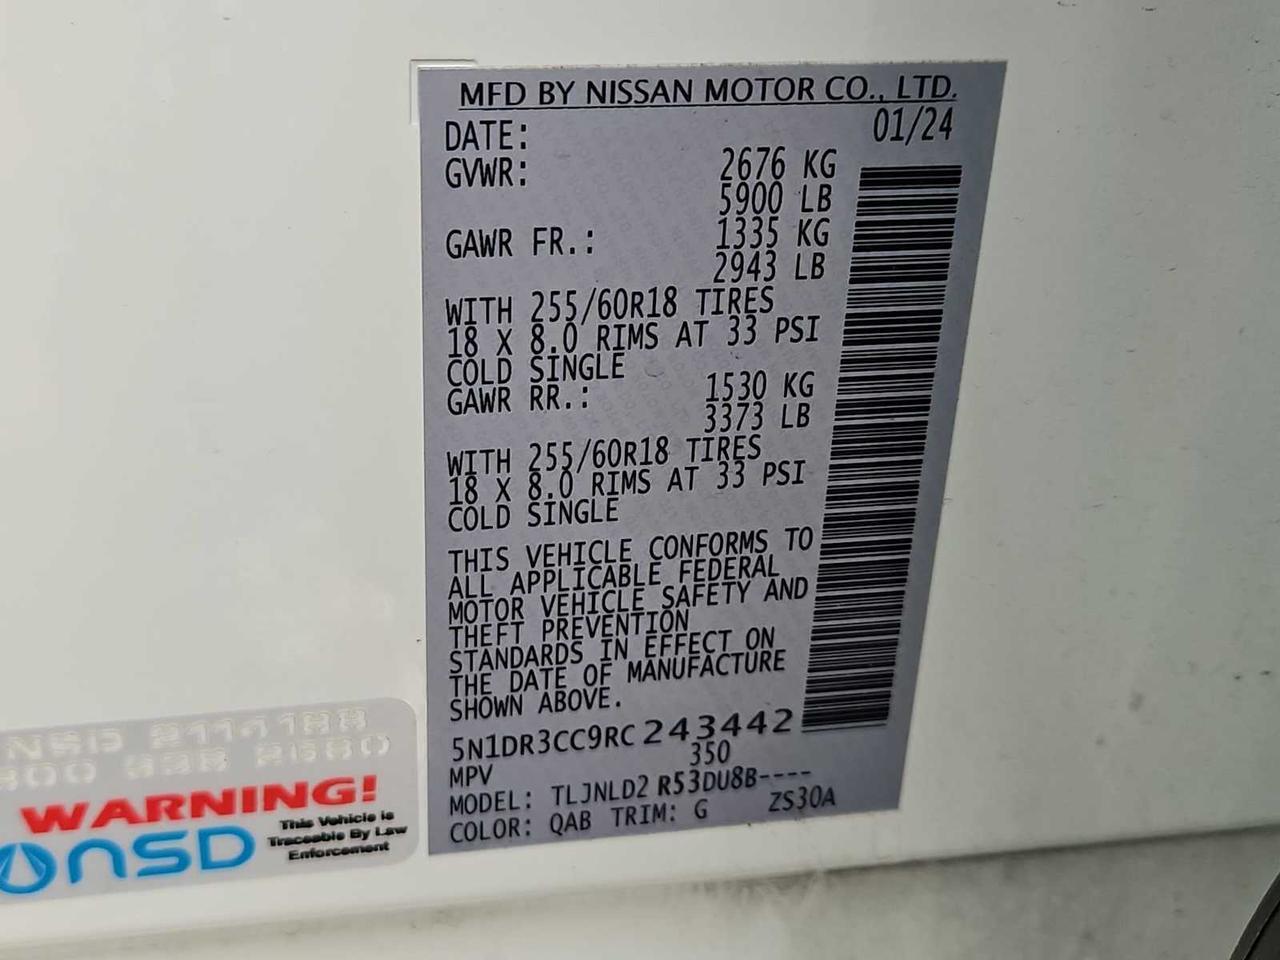 MFD BY NISSAN MOTOR CO., LTD.
DATE: 01/24
GVWR: 2676 KG
5900 LB
GAWR FR.: 1335 KG
2943 LB
WITH 255/60R18 TIRES
18 X 8.0 RIMS AT 33 PSI
COLD SINGLE
GAWR RR.: 1530 KG
3373 LB
WITH 255/60R18 TIRES
18 X 8.0 RIMS AT 33 PSI
COLD SINGLE
THIS VEHICLE CONFORMS TO
ALL APPLICABLE FEDERAL
MOTOR VEHICLE SAFETY AND
THEFT PREVENTION
STANDARDS IN EFFECT ON
THE DATE OF MANUFACTURE
SHOWN ABOVE.
5N1DR3CC9RC243442
MPV 350
MODEL: TLJNLD2 R53DU8B----
COLOR: QAB TRIM: G ZS30A
NSD 2114188
WARNING!
NSD
This Vehicle is
Traceable By Law
Enforcement